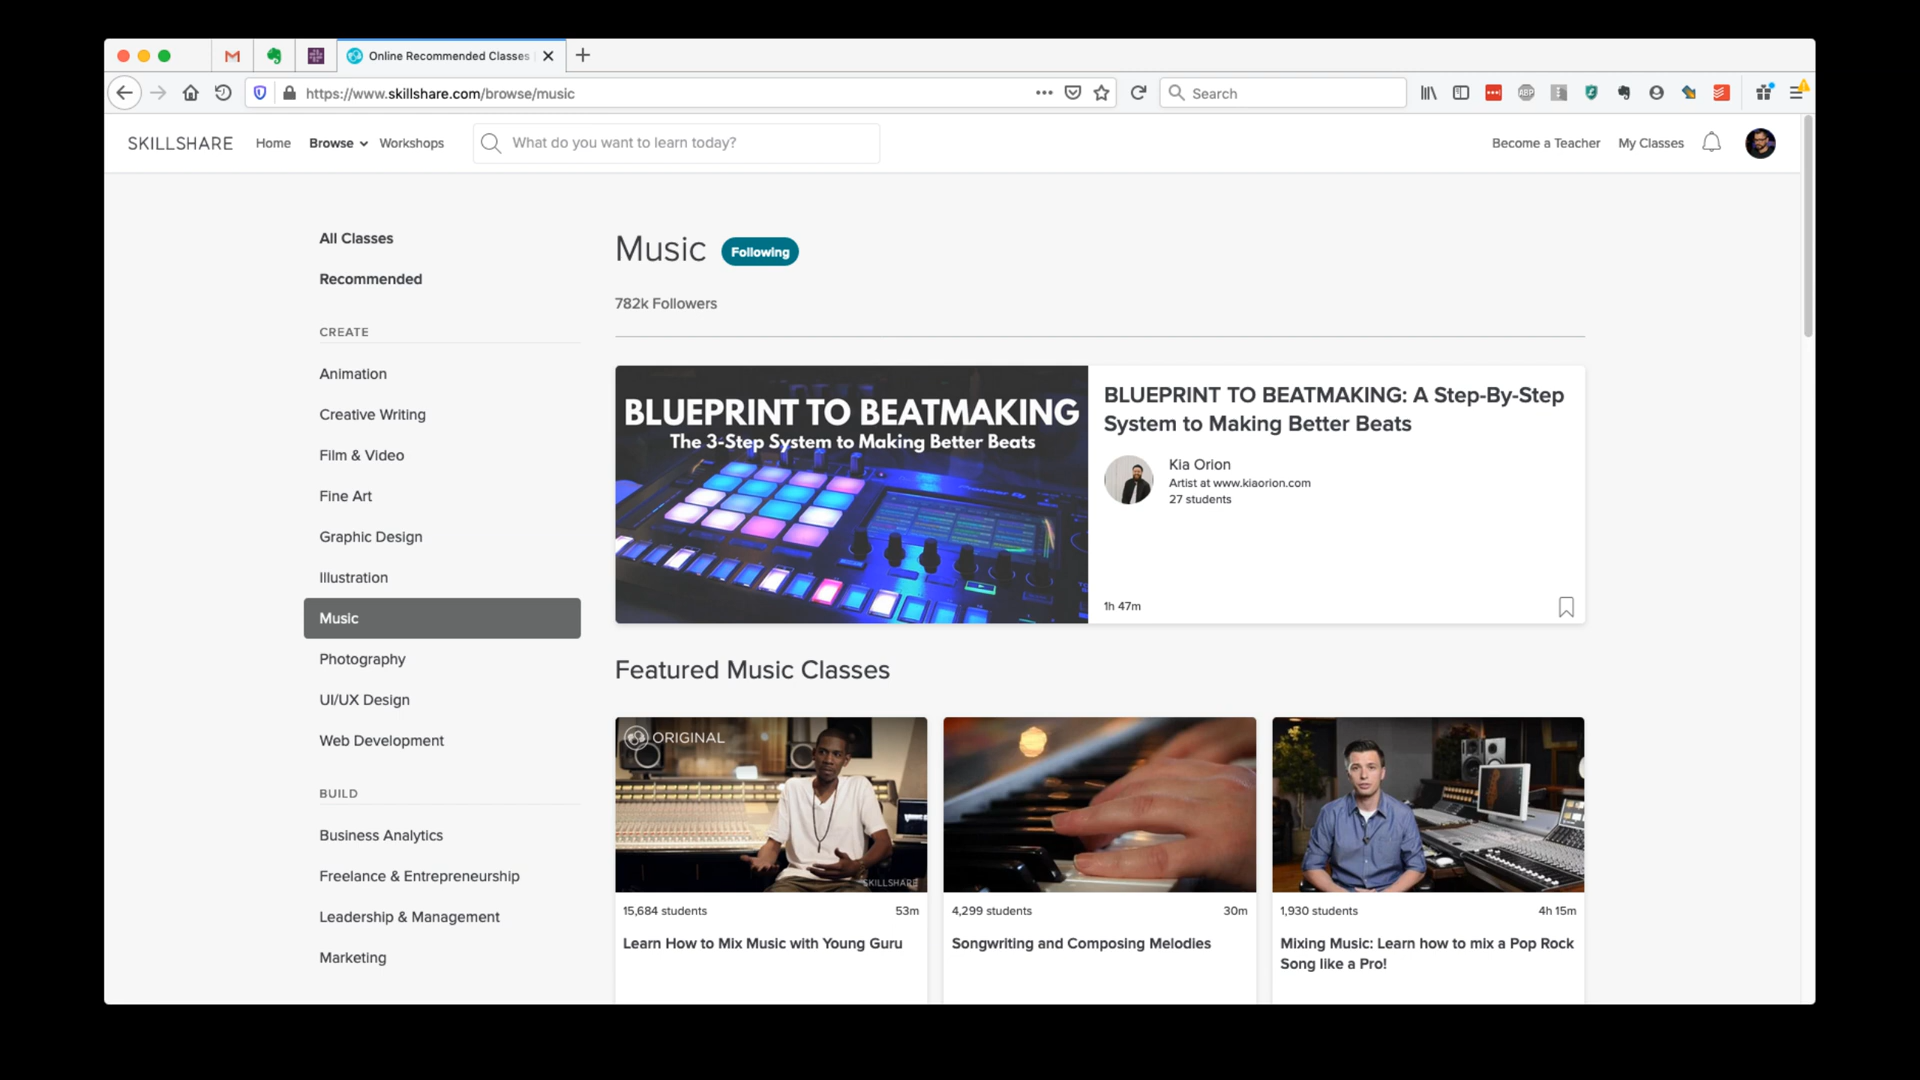 Online Recommended Classes
https://www.skillshare.com/browse/music
Search
ABP
SKILLSHARE
Home
Browse
Workshops
What do you want to learn today?
Become a Teacher
My Classes
All Classes
Recommended
CREATE
Animation
Creative Writing
Film & Video
Fine Art
Graphic Design
Illustration
Music
Photography
UI/UX Design
Web Development
BUILD
Business Analytics
Freelance & Entrepreneurship
Leadership & Management
Marketing
Music
Following
782k Followers
BLUEPRINT TO BEATMAKING
The 3-Step System to Making Better Beats
BLUEPRINT TO BEATMAKING: A Step-By-Step
System to Making Better Beats
Kia Orion
Artist at www.kiaorion.com
27 students
1h 47m
Featured Music Classes
ORIGINAL
SKILLSHARE
15,684 students
53m
Learn How to Mix Music with Young Guru
4,299 students
30m
Songwriting and Composing Melodies
1,930 students
4h 15m
Mixing Music: Learn how to mix a Pop Rock
Song like a Pro!